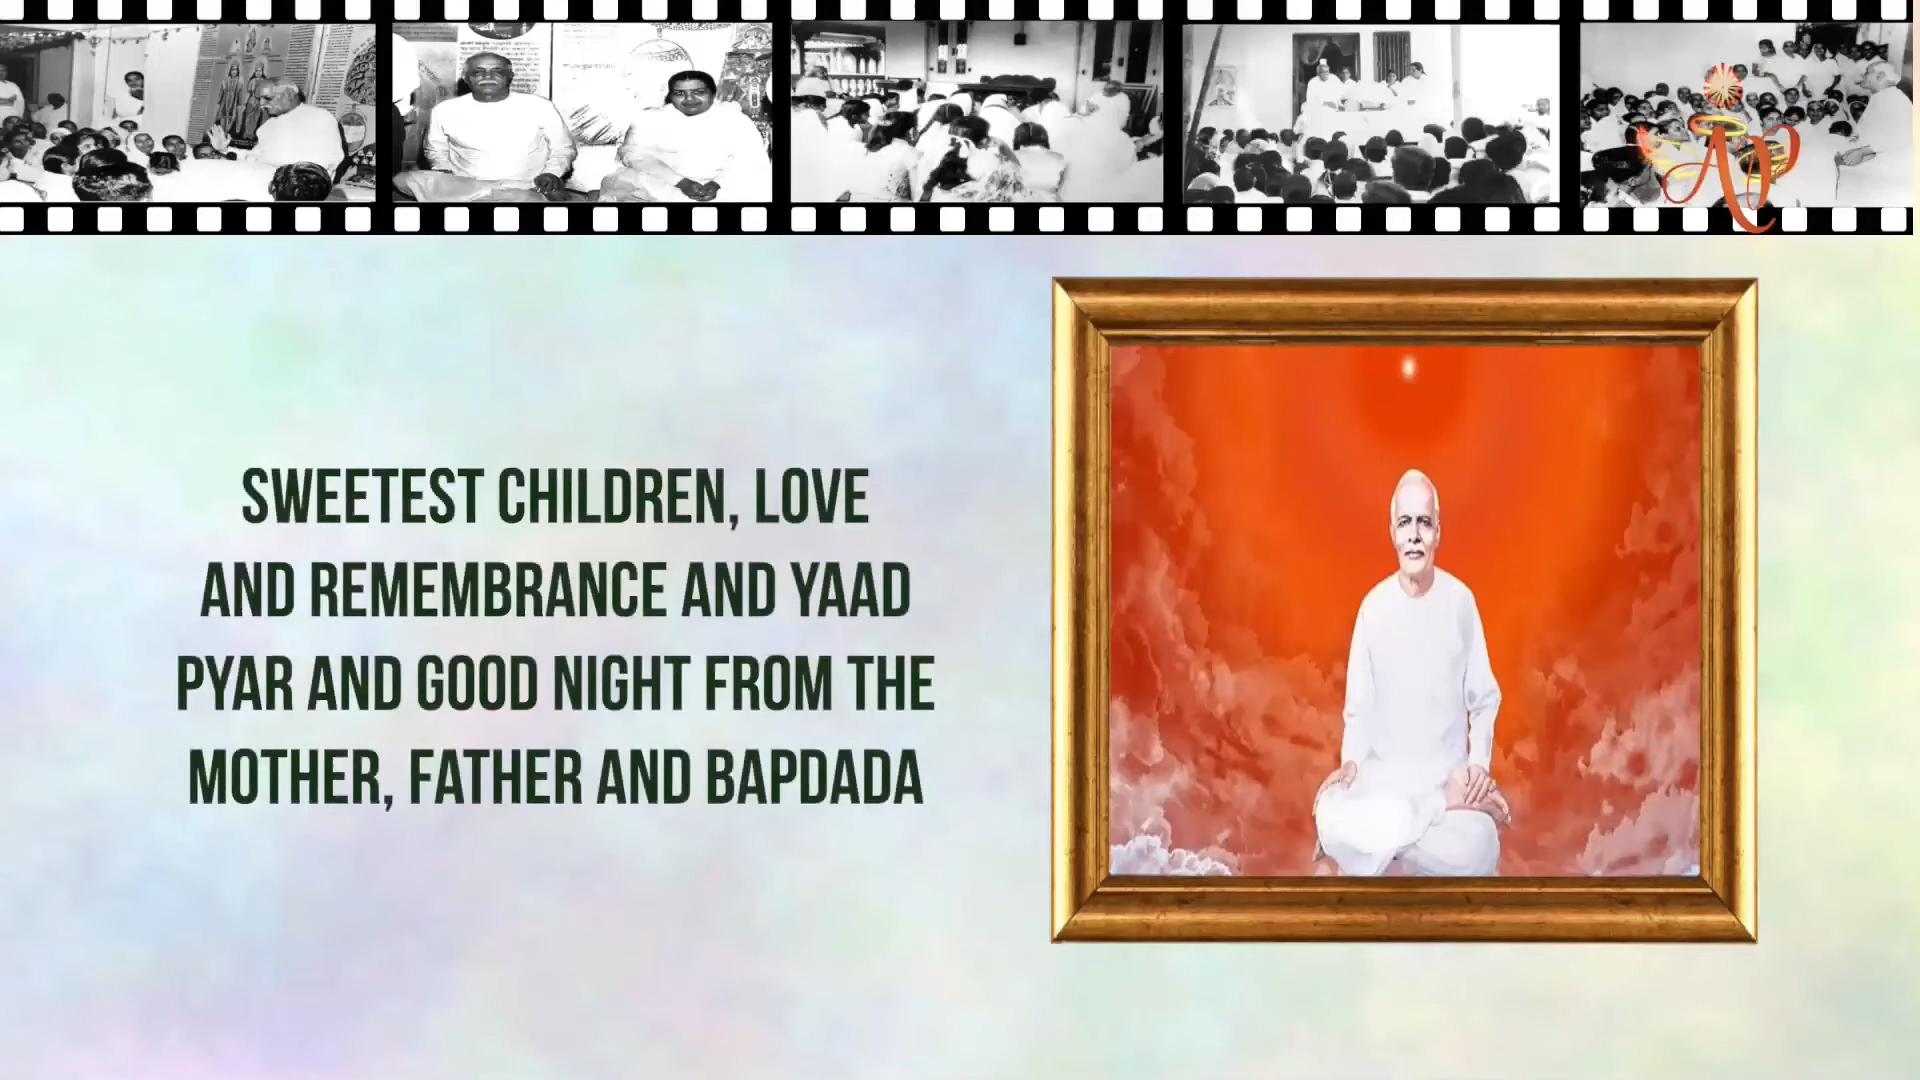 SWEETEST CHILDREN, LOVE
AND REMEMBRANCE AND YAAD
PYAR AND GOOD NIGHT FROM THE
MOTHER, FATHER AND BAPDADA